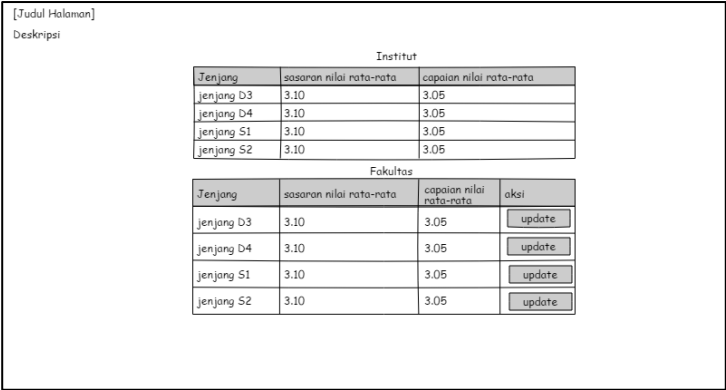 [Judul Halaman]
Deskripsi
Institut
Jenjang sasaran nilai rata-rata capaian nilai rata-rata
jenjang D3 3.10 3.05
jenjang D4 3.10 3.05
jenjang S1 3.10 3.05
jenjang S2 3.10 3.05
Fakultas
Jenjang sasaran nilai rata-rata capaian nilai rata-rata aksi
jenjang D3 3.10 3.05 update
jenjang D4 3.10 3.05 update
jenjang S1 3.10 3.05 update
jenjang S2 3.10 3.05 update